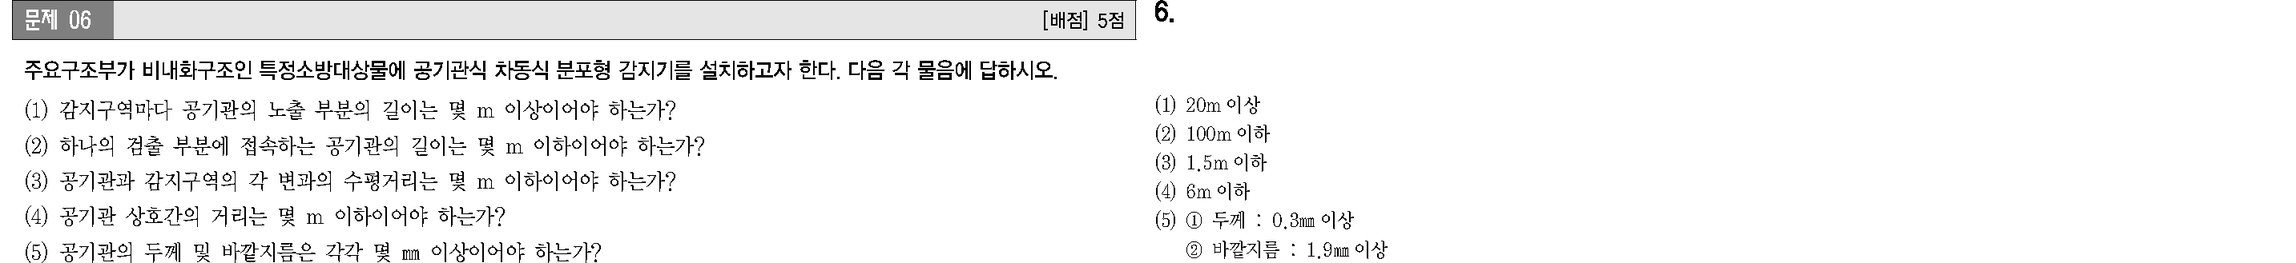 문제 06
[배점] 5점
주요구조부가 비내화구조인 특정소방대상물에 공기관식 차동식 분포형 감지기를 설치하고자 한다. 다음 각 물음에 답하시오.
(1) 감지구역마다 공기관의 노출 부분의 길이는 몇 m 이상이어야 하는가?
(2) 하나의 검출 부분에 접속하는 공기관의 길이는 몇 m 이하이어야 하는가?
(3) 공기관과 감지구역의 각 변과의 수평거리는 몇 m 이하이어야 하는가?
(4) 공기관 상호간의 거리는 몇 m 이하이어야 하는가?
(5) 공기관의 두께 및 바깥지름은 각각 몇 ㎜ 이상이어야 하는가?
6.
(1) 20m 이상
(2) 100m 이하
(3) 1.5m 이하
(4) 6m 이하
(5) ① 두께 : 0.3㎜ 이상
② 바깥지름 : 1.9㎜ 이상